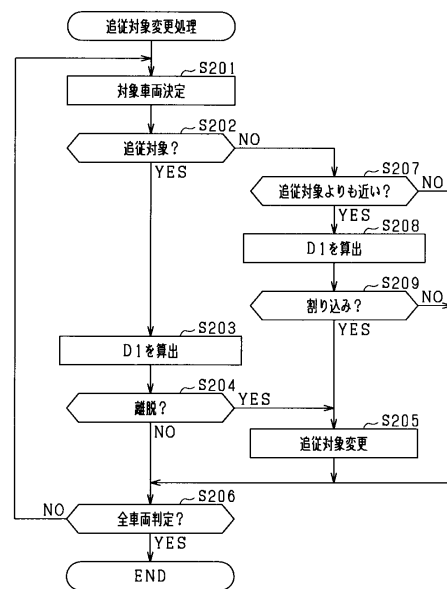 追従対象変更処理
S201
対象車両決定
S202
追従対象?
NO
YES
S207
追従対象よりも近い?
NO
YES
S208
D1を算出
S209
割り込み?
NO
YES
S203
D1を算出
S204
離脱?
YES
NO
S205
追従対象変更
S206
全車両判定?
NO
YES
END